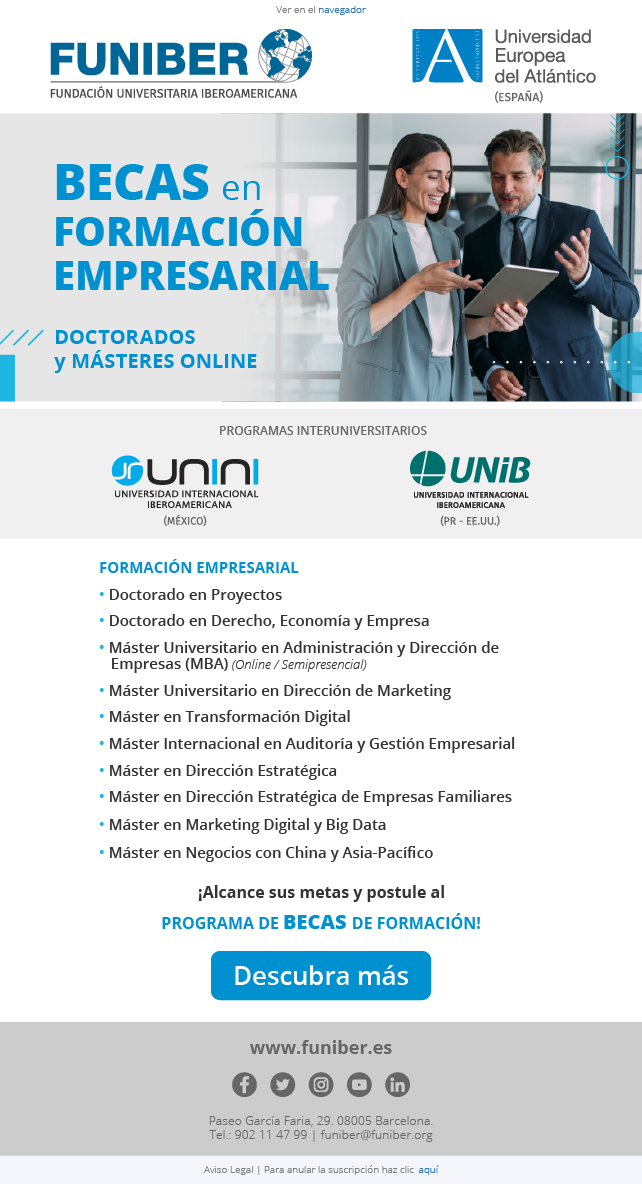 Ver en el navegador
FUNIBER
FUNDACIÓN UNIVERSITARIA IBEROAMERICANA
A
Universidad
Europea
del Atlántico
(ESPAÑA)
BECAS en
FORMACIÓN
EMPRESARIAL
DOCTORADOS
y MÁSTERES ONLINE
PROGRAMAS INTERUNIVERSITARIOS
UNINI
UNIVERSIDAD INTERNACIONAL
IBEROAMERICANA
(MÉXICO)
UNiB
UNIVERSIDAD INTERNACIONAL
IBEROAMERICANA
(PR - EE.UU.)
FORMACIÓN EMPRESARIAL
• Doctorado en Proyectos
• Doctorado en Derecho, Economía y Empresa
• Máster Universitario en Administración y Dirección de
Empresas (MBA) (Online / Semipresencial)
• Máster Universitario en Dirección de Marketing
• Máster en Transformación Digital
• Máster Internacional en Auditoría y Gestión Empresarial
• Máster en Dirección Estratégica
• Máster en Dirección Estratégica de Empresas Familiares
• Máster en Marketing Digital y Big Data
• Máster en Negocios con China y Asia-Pacífico
¡Alcance sus metas y postule al
PROGRAMA DE BECAS DE FORMACIÓN!
Descubra más
www.funiber.es
Paseo García Faria, 29. 08005 Barcelona.
Tel.: 902 11 47 99 | funiber@funiber.org
Aviso Legal | Para anular la suscripción haz clic aquí